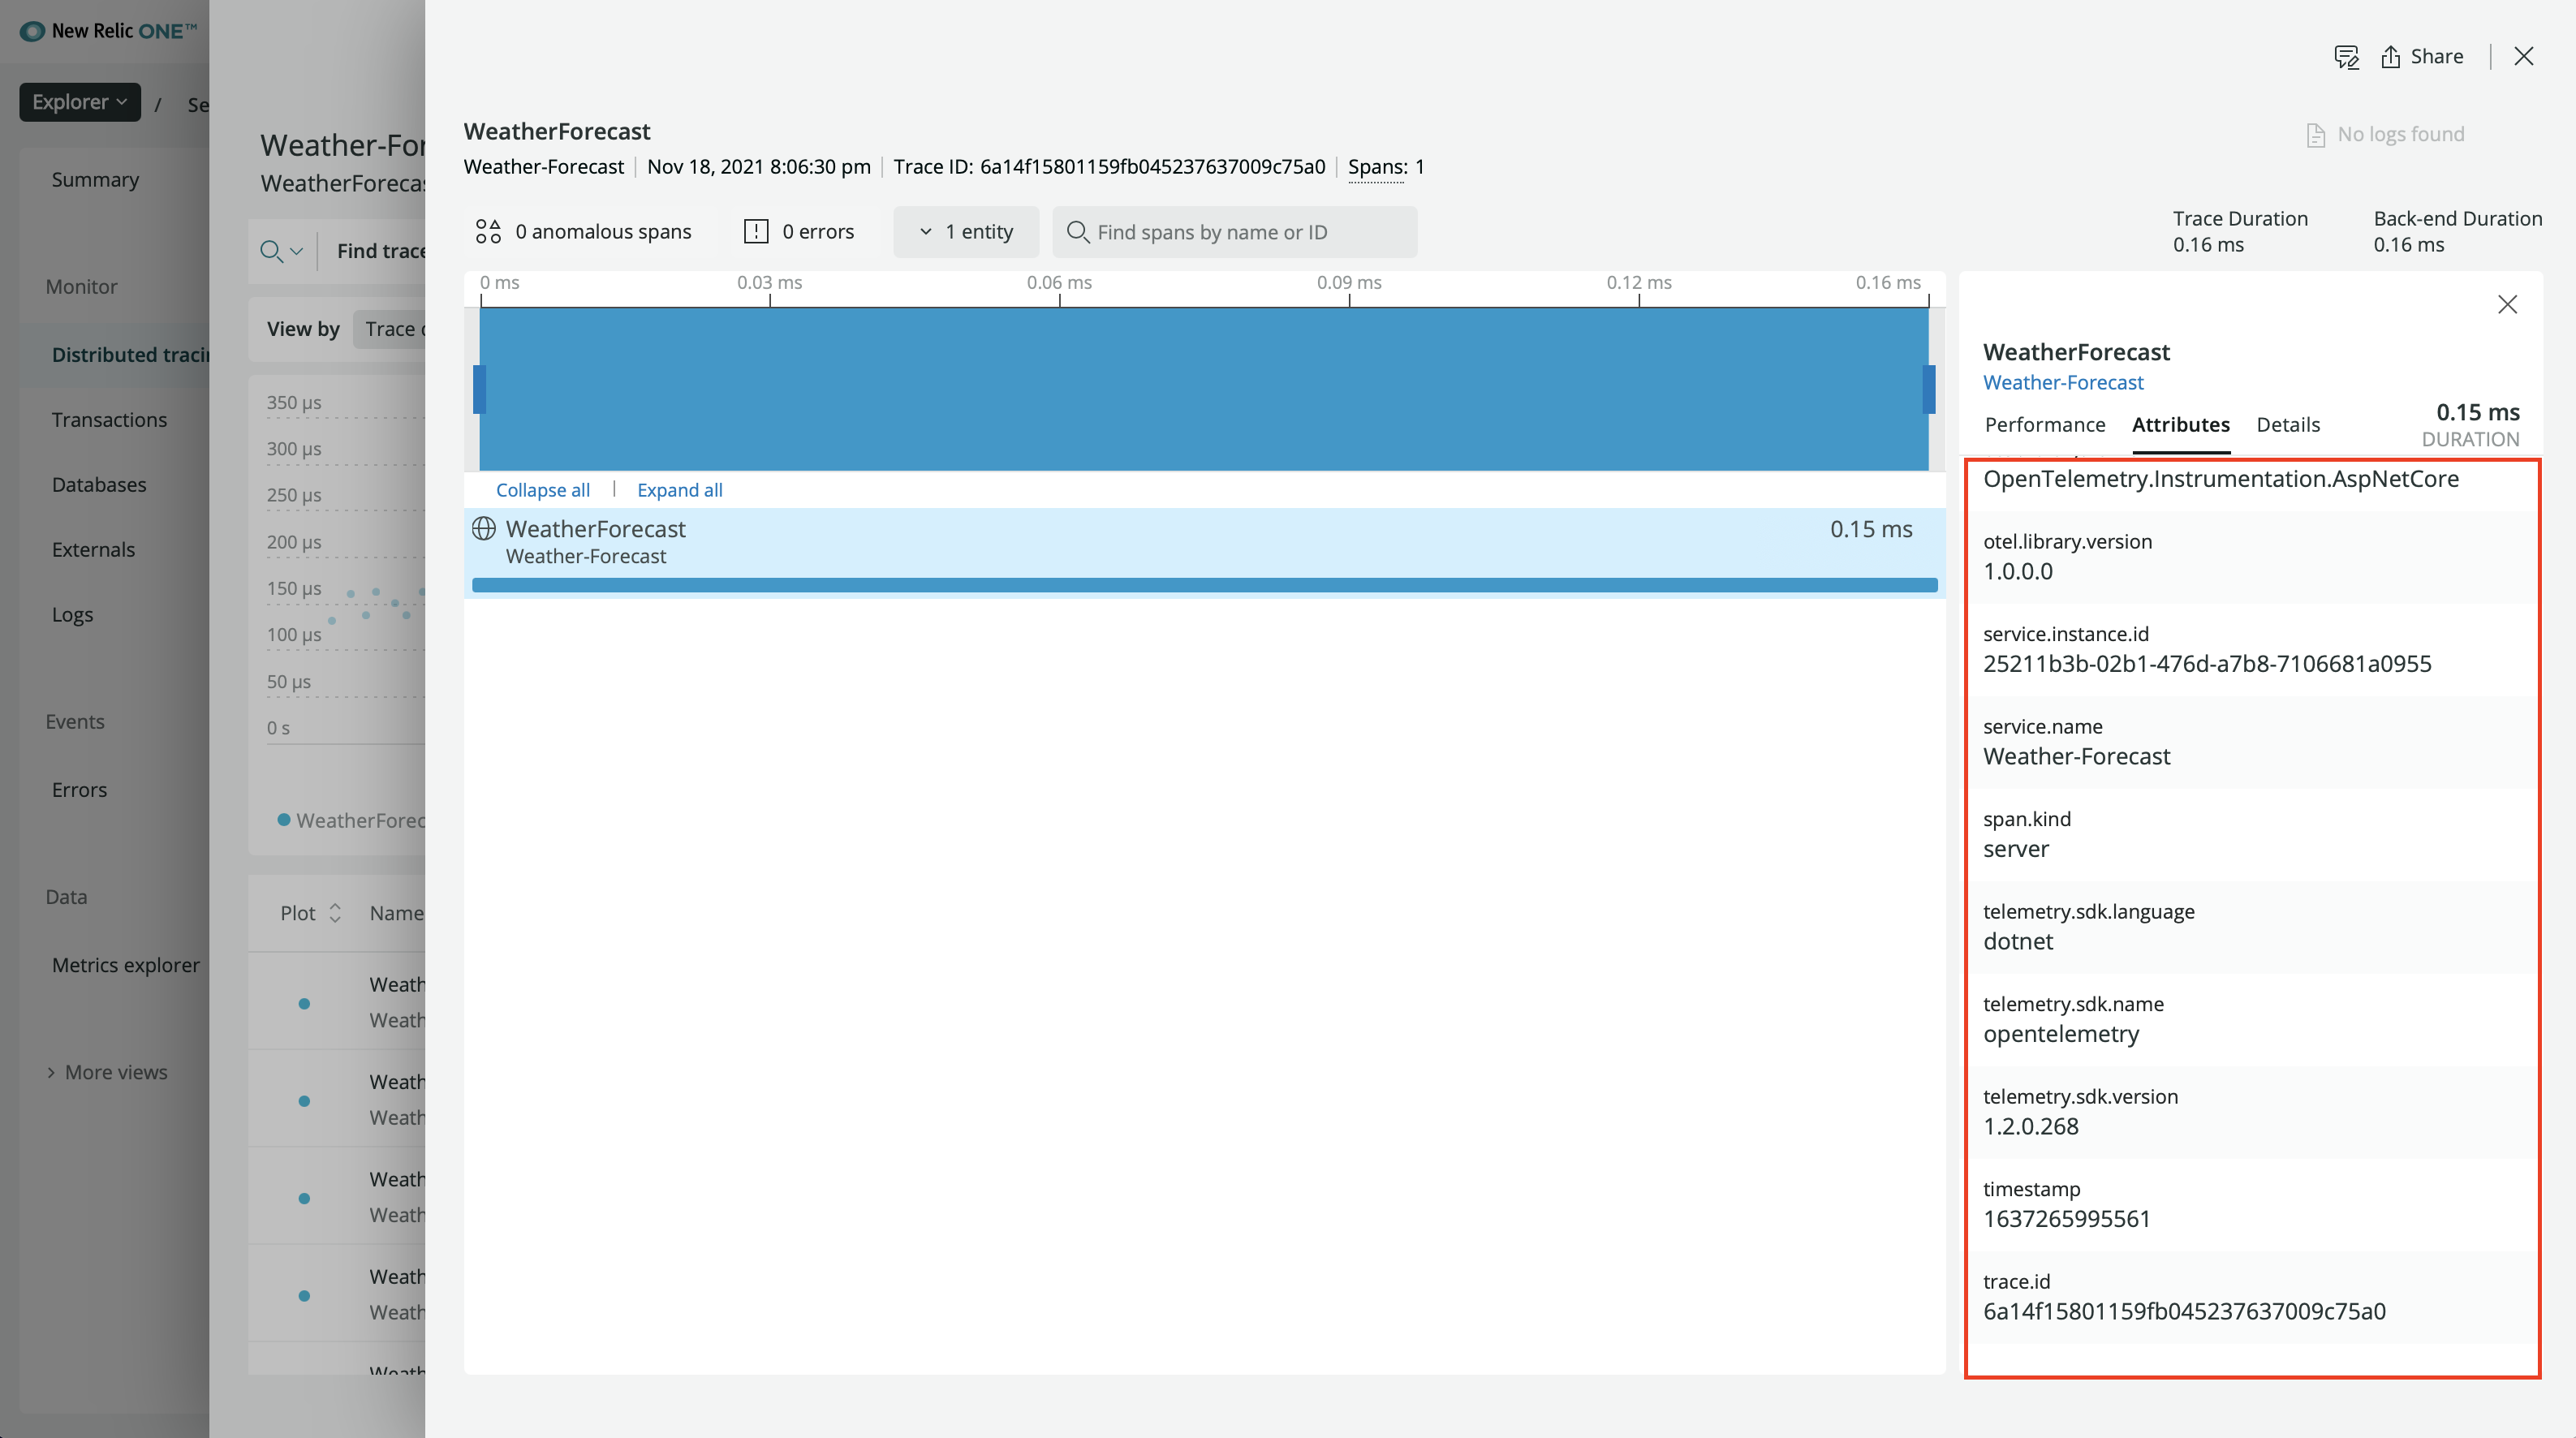 New Relic ONE™
Explorer / Se
Summary
Monitor
Distributed traci
Transactions
Databases
Externals
Logs
Events
Errors
Data
Metrics explorer
More views
Weather-For
WeatherForecas
Find trace
View by Trace
350 µs
300 µs
250 µs
200 µs
150 µs
100 µs
50 µs
0 s
WeatherForec
Plot Name
Weath
Weath
Weath
Weath
Weath
Weath
Weath
Weath
Share
WeatherForecast
No logs found
Weather-Forecast | Nov 18, 2021 8:06:30 pm | Trace ID: 6a14f15801159fb045237637009c75a0 | Spans: 1
0 anomalous spans 0 errors 1 entity Find spans by name or ID
Trace Duration
0.16 ms
Back-end Duration
0.16 ms
0 ms 0.03 ms 0.06 ms 0.09 ms 0.12 ms 0.16 ms
Collapse all | Expand all
WeatherForecast 0.15 ms
Weather-Forecast
WeatherForecast
Weather-Forecast
Performance Attributes Details
0.15 ms
DURATION
OpenTelemetry.Instrumentation.AspNetCore
otel.library.version
1.0.0.0
service.instance.id
25211b3b-02b1-476d-a7b8-7106681a0955
service.name
Weather-Forecast
span.kind
server
telemetry.sdk.language
dotnet
telemetry.sdk.name
opentelemetry
telemetry.sdk.version
1.2.0.268
timestamp
1637265995561
trace.id
6a14f15801159fb045237637009c75a0